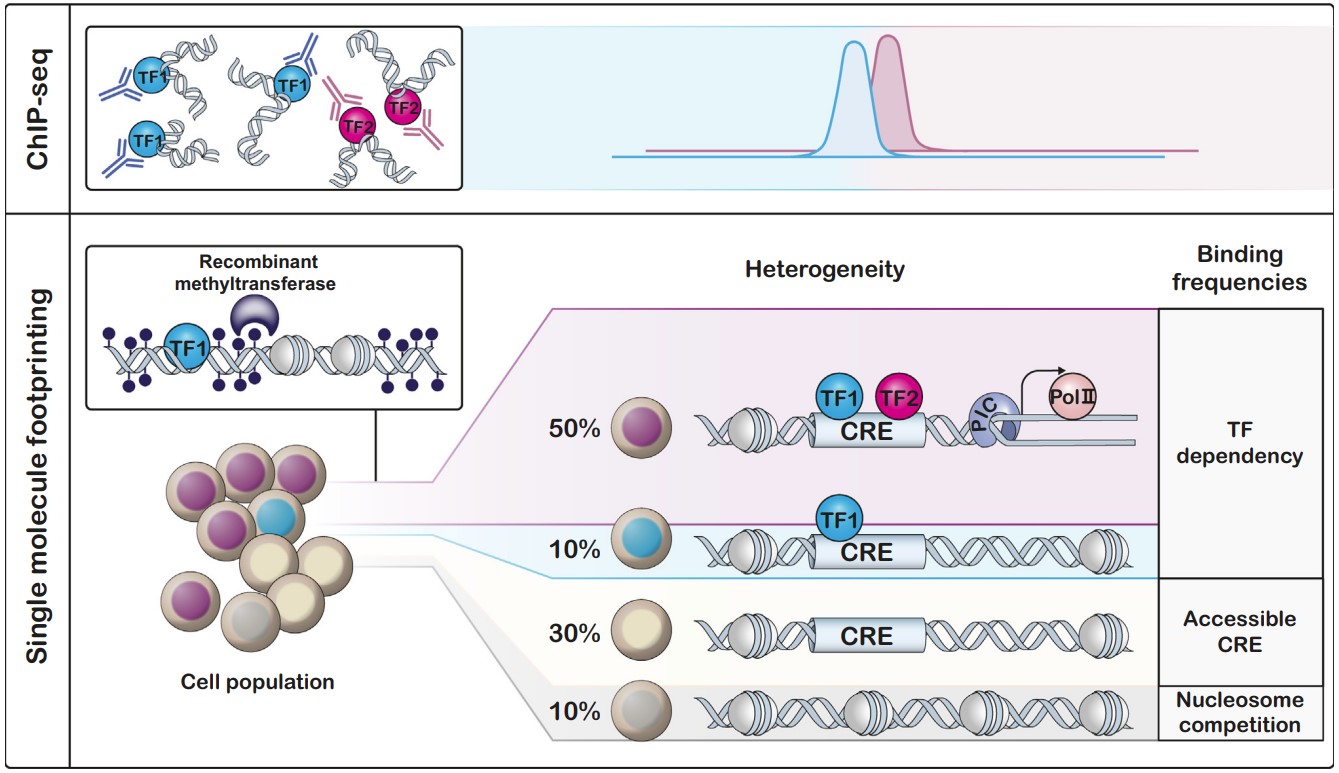 ChIP-seq
TF1
TF1
TF1
TF2
TF2
Single molecule footprinting
Recombinant
methyltransferase
TF1
Cell population
Heterogeneity
Binding
frequencies
50%
TF1
TF2
CRE
PIC
Pol II
TF
dependency
10%
TF1
CRE
30%
CRE
Accessible
CRE
10%
Nucleosome
competition